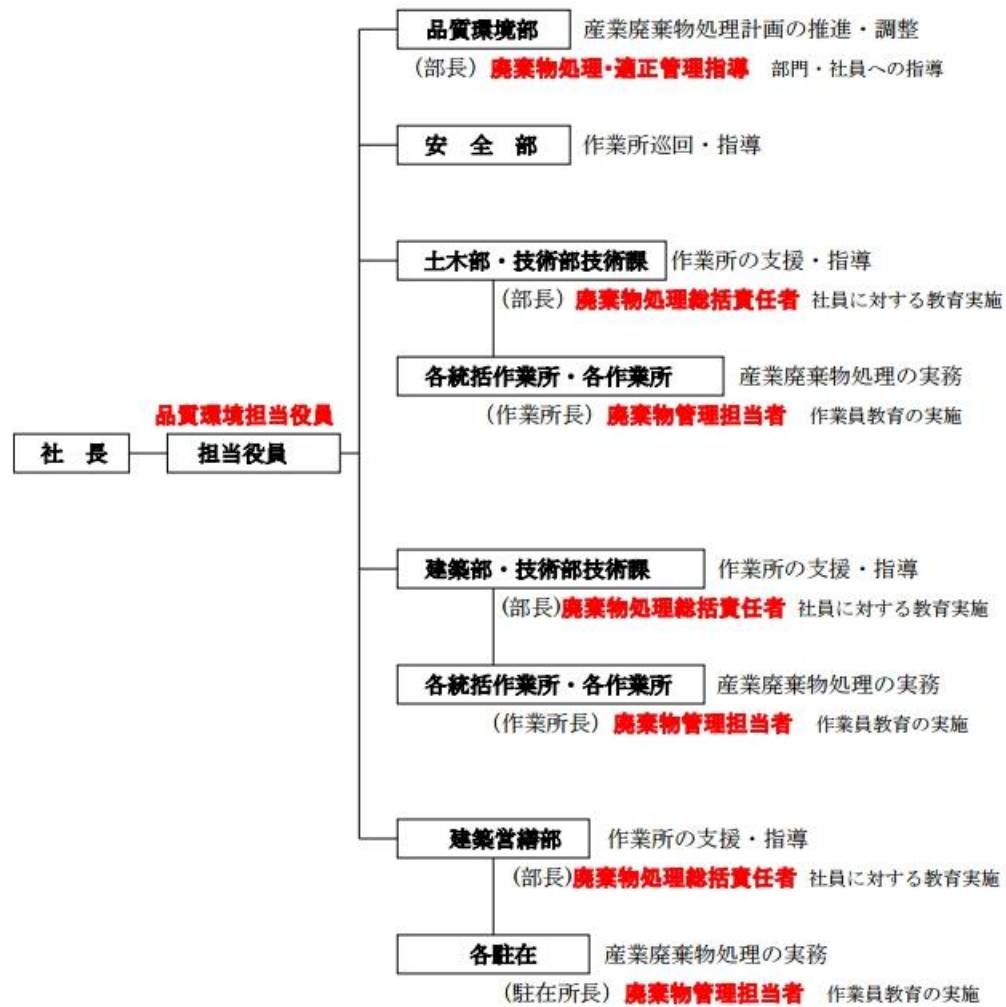 品質環境部 産業廃棄物処理計画の推進・調整
(部長) 廃棄物処理・適正管理指導 部門・社員への指導
安 全 部 作業所巡回・指導
土木部・技術部技術課 作業所の支援・指導
(部長) 廃棄物処理総括責任者 社員に対する教育実施
各統括作業所・各作業所 産業廃棄物処理の実務
(作業所長) 廃棄物管理担当者 作業員教育の実施
品質環境担当役員
社 長 担当役員
建築部・技術部技術課 作業所の支援・指導
(部長)廃棄物処理総括責任者 社員に対する教育実施
各統括作業所・各作業所 産業廃棄物処理の実務
(作業所長) 廃棄物管理担当者 作業員教育の実施
建築営繕部 作業所の支援・指導
(部長)廃棄物処理総括責任者 社員に対する教育実施
各駐在 産業廃棄物処理の実務
(駐在所長) 廃棄物管理担当者 作業員教育の実施